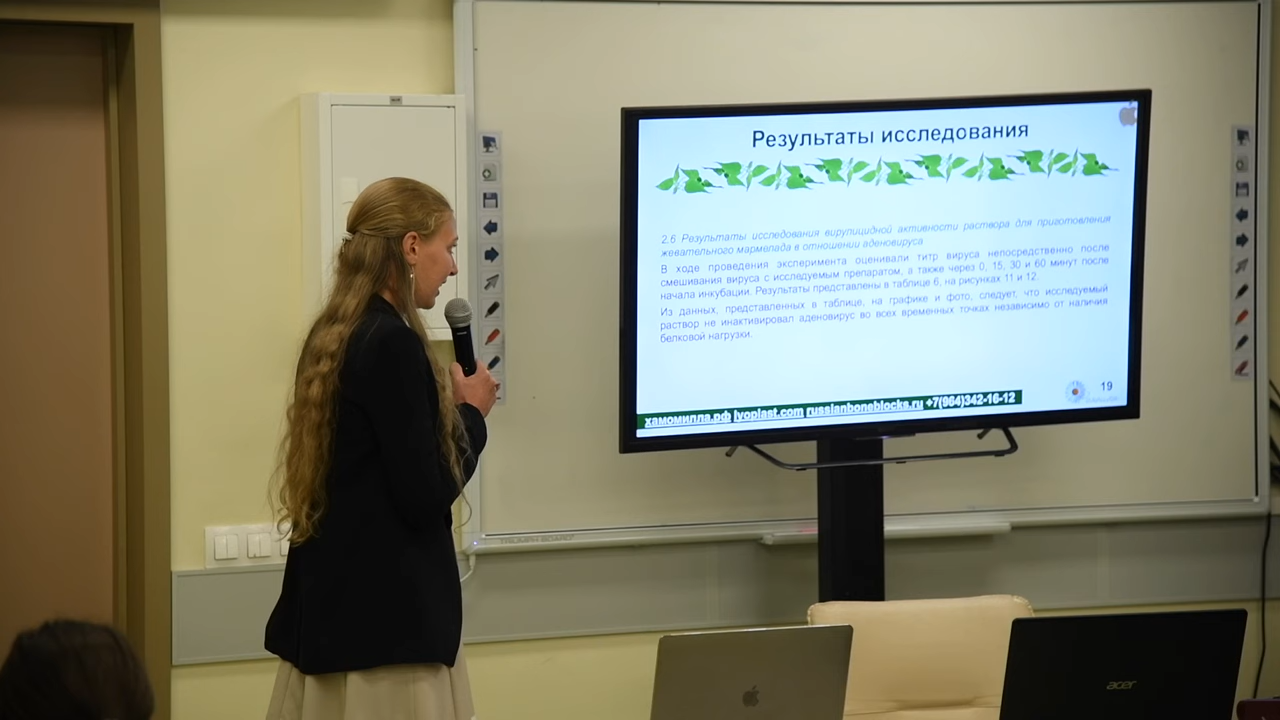 Результаты исследования
2.6 Результаты исследования вирулицидной активности раствора для приготовления
жевательного мармелада в отношении аденовируса
В ходе проведения эксперимента оценивали титр вируса непосредственно после
смешивания вируса с исследуемым препаратом, а также через 0, 15, 30 и 60 минут после
начала инкубации. Результаты представлены в таблице 6, на рисунках 11 и 12.
Из данных, представленных в таблице, на графике и фото, следует, что исследуемый
раствор не инактивировал аденовирус во всех временных точках независимо от наличия
белковой нагрузки.
19
хамомилла.рф lyoplast.com russianboneblocks.ru +7(964)342-16-12
TRIUMPH BOARD
acer